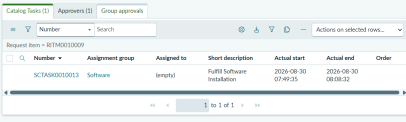 Catalog Tasks (1) Approvers (1) Group approvals
Number Search Actions on selected rows...
Request item = RITM0010009
Number Assignment group Assigned to Short description Actual start Actual end Order
SCTASK0010013 Software (empty) Fulfill Software Installation 2026-08-30 07:49:35 2026-08-30 08:08:32
1 to 1 of 1